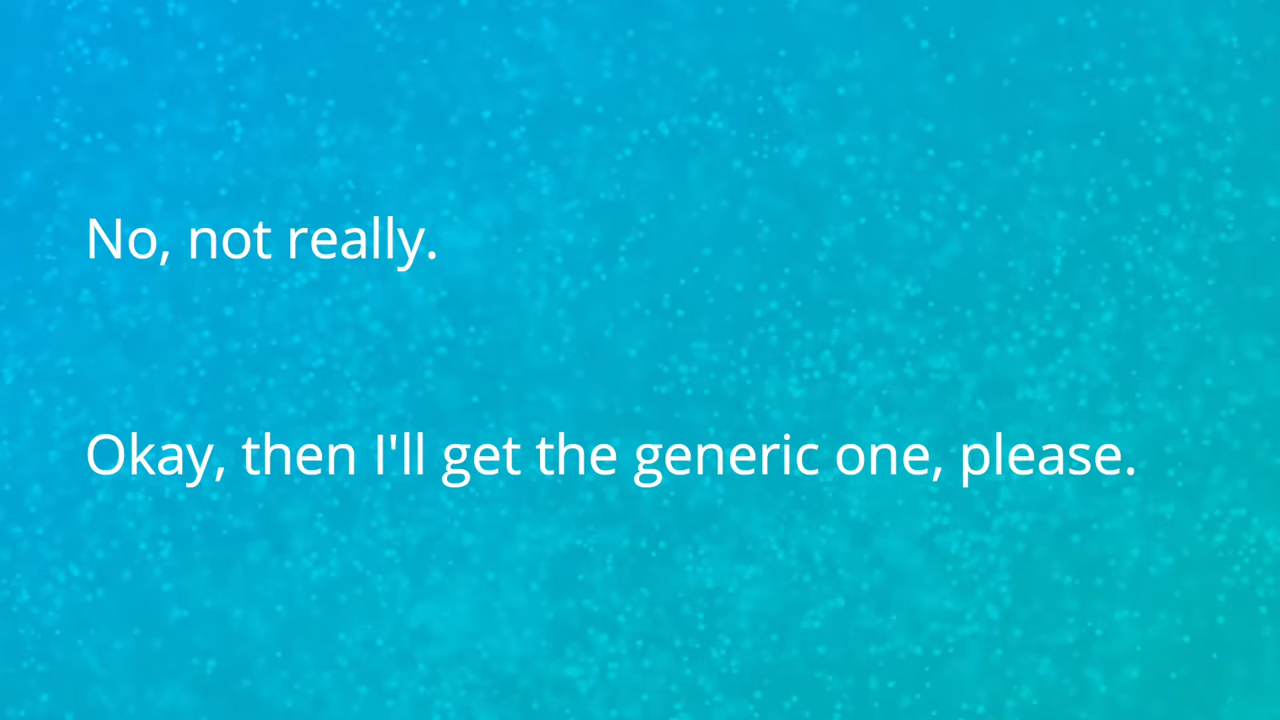 No, not really.
Okay, then I'll get the generic one, please.